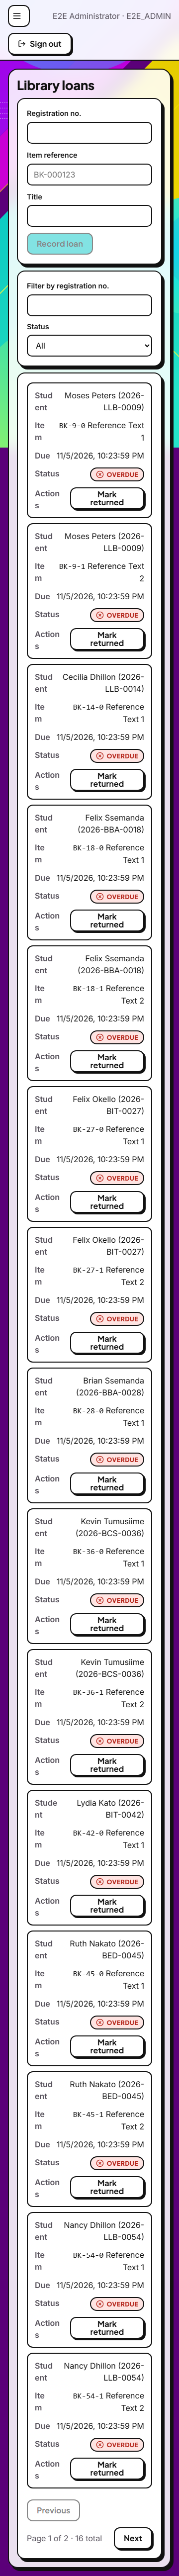 E2E Administrator · E2E_ADMIN
Sign out
Library loans
Registration no.
Item reference
BK-000123
Title
Record loan
Filter by registration no.
Status
All
Stud
ent
Moses Peters (2026-
LLB-0009)
Ite
m
BK-9-0 Reference Text
1
Due 11/5/2026, 10:23:59 PM
Status OVERDUE
Action
s
Mark
returned
Stud
ent
Moses Peters (2026-
LLB-0009)
Ite
m
BK-9-1 Reference Text
2
Due 11/5/2026, 10:23:59 PM
Status OVERDUE
Action
s
Mark
returned
Stud
ent
Cecilia Dhillon (2026-
LLB-0014)
Ite
m
BK-14-0 Reference
Text 1
Due 11/5/2026, 10:23:59 PM
Status OVERDUE
Action
s
Mark
returned
Stud
ent
Felix Ssemanda
(2026-BBA-0018)
Ite
m
BK-18-0 Reference
Text 1
Due 11/5/2026, 10:23:59 PM
Status OVERDUE
Action
s
Mark
returned
Stud
ent
Felix Ssemanda
(2026-BBA-0018)
Ite
m
BK-18-1 Reference
Text 2
Due 11/5/2026, 10:23:59 PM
Status OVERDUE
Action
s
Mark
returned
Stud
ent
Felix Okello (2026-
BIT-0027)
Ite
m
BK-27-0 Reference
Text 1
Due 11/5/2026, 10:23:59 PM
Status OVERDUE
Action
s
Mark
returned
Stud
ent
Felix Okello (2026-
BIT-0027)
Ite
m
BK-27-1 Reference
Text 2
Due 11/5/2026, 10:23:59 PM
Status OVERDUE
Action
s
Mark
returned
Stud
ent
Brian Ssemanda
(2026-BBA-0028)
Ite
m
BK-28-0 Reference
Text 1
Due 11/5/2026, 10:23:59 PM
Status OVERDUE
Action
s
Mark
returned
Stud
ent
Kevin Tumusiime
(2026-BCS-0036)
Ite
m
BK-36-0 Reference
Text 1
Due 11/5/2026, 10:23:59 PM
Status OVERDUE
Action
s
Mark
returned
Stud
ent
Kevin Tumusiime
(2026-BCS-0036)
Ite
m
BK-36-1 Reference
Text 2
Due 11/5/2026, 10:23:59 PM
Status OVERDUE
Action
s
Mark
returned
Stude
nt
Lydia Kato (2026-
BIT-0042)
Ite
m
BK-42-0 Reference
Text 1
Due 11/5/2026, 10:23:59 PM
Status OVERDUE
Action
s
Mark
returned
Stud
ent
Ruth Nakato (2026-
BED-0045)
Ite
m
BK-45-0 Reference
Text 1
Due 11/5/2026, 10:23:59 PM
Status OVERDUE
Action
s
Mark
returned
Stud
ent
Ruth Nakato (2026-
BED-0045)
Ite
m
BK-45-1 Reference
Text 2
Due 11/5/2026, 10:23:59 PM
Status OVERDUE
Action
s
Mark
returned
Stud
ent
Nancy Dhillon (2026-
LLB-0054)
Ite
m
BK-54-0 Reference
Text 1
Due 11/5/2026, 10:23:59 PM
Status OVERDUE
Action
s
Mark
returned
Stud
ent
Nancy Dhillon (2026-
LLB-0054)
Ite
m
BK-54-1 Reference
Text 2
Due 11/5/2026, 10:23:59 PM
Status OVERDUE
Action
s
Mark
returned
Previous
Page 1 of 2 · 16 total
Next